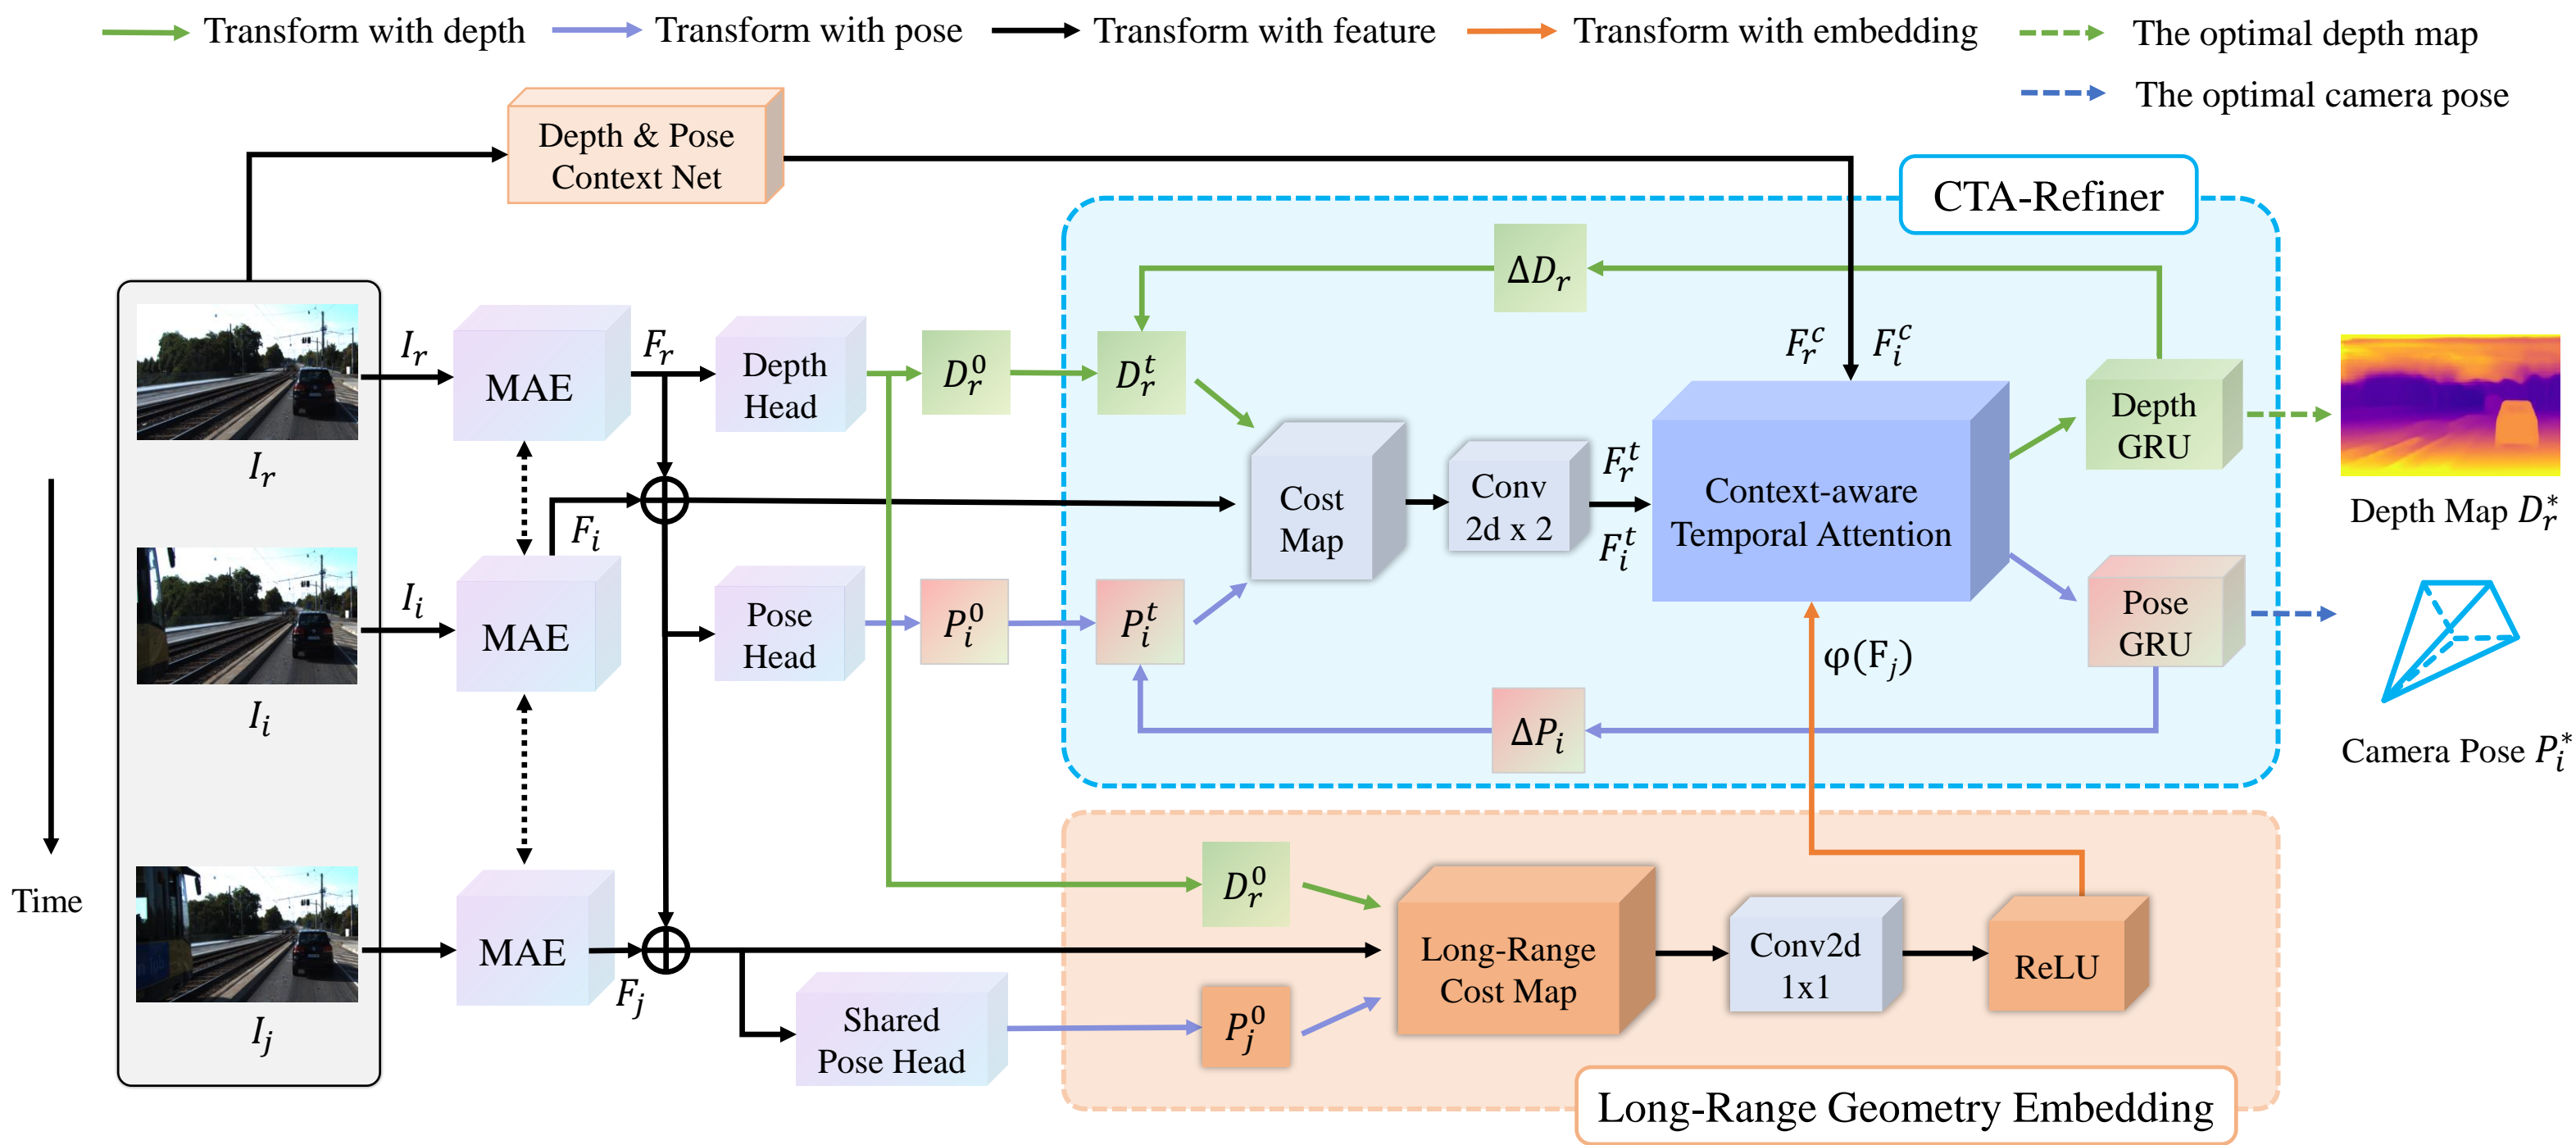 Transform with depth
Transform with pose
Transform with feature
Transform with embedding
The optimal depth map
The optimal camera pose
Depth & Pose
Context Net
CTA-Refiner
ΔD_r
I_r
MAE
F_r
Depth
Head
D_r^0
D_r^t
F_r^c
F_i^c
Depth
GRU
I_r
F_i
Cost
Map
Conv
2d x 2
F_r^t
F_i^t
Context-aware
Temporal Attention
Depth Map D_r^*
I_i
MAE
Pose
Head
P_i^0
P_i^t
φ(F_j)
Pose
GRU
I_i
ΔP_i
Camera Pose P_i^*
Time
MAE
F_j
D_r^0
Long-Range
Cost Map
Conv2d
1x1
ReLU
I_j
Shared
Pose Head
P_j^0
Long-Range Geometry Embedding